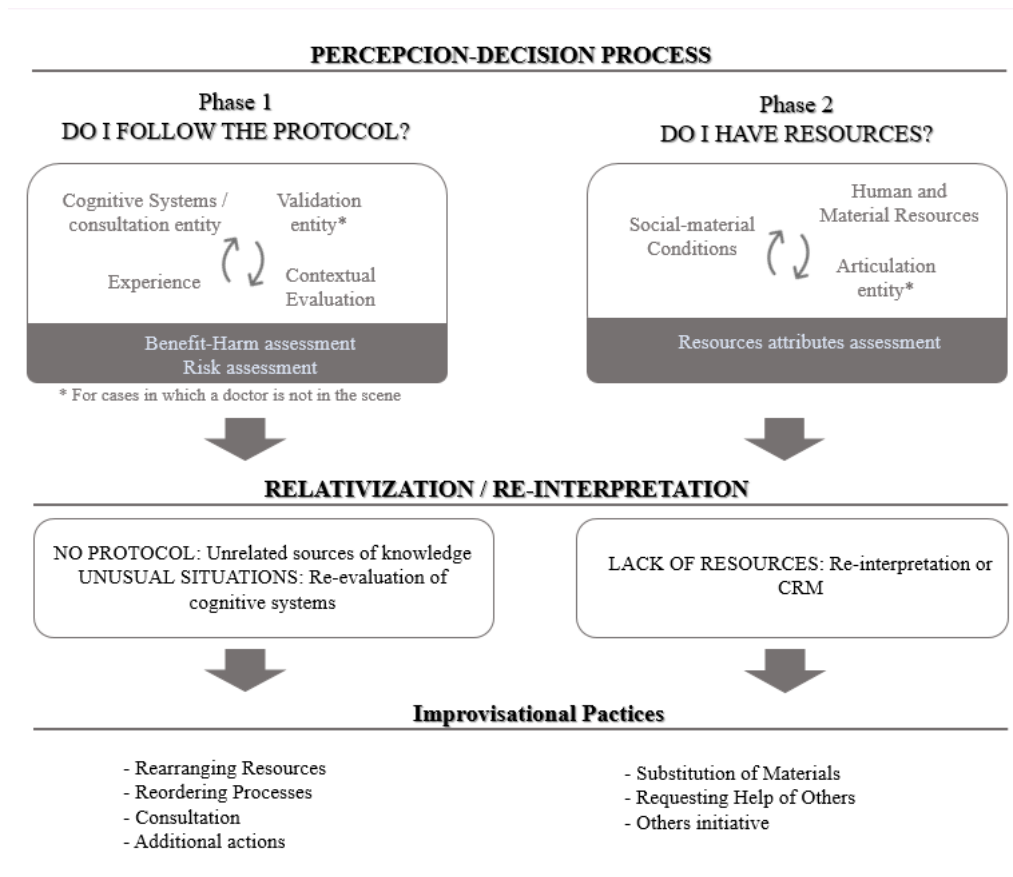 PERCEPCION-DECISION PROCESS
Phase 1
DO I FOLLOW THE PROTOCOL?
Cognitive Systems /
consultation entity
Validation
entity*
Experience
Contextual
Evaluation
Benefit-Harm assessment
Risk assessment
* For cases in which a doctor is not in the scene
Phase 2
DO I HAVE RESOURCES?
Social-material
Conditions
Human and
Material Resources
Articulation
entity*
Resources attributes assessment
RELATIVIZATION / RE-INTERPRETATION
NO PROTOCOL: Unrelated sources of knowledge
UNUSUAL SITUATIONS: Re-evaluation of
cognitive systems
LACK OF RESOURCES: Re-interpretation or
CRM
Improvisational Pactices
- Rearranging Resources
- Reordering Processes
- Consultation
- Additional actions
- Substitution of Materials
- Requesting Help of Others
- Others initiative